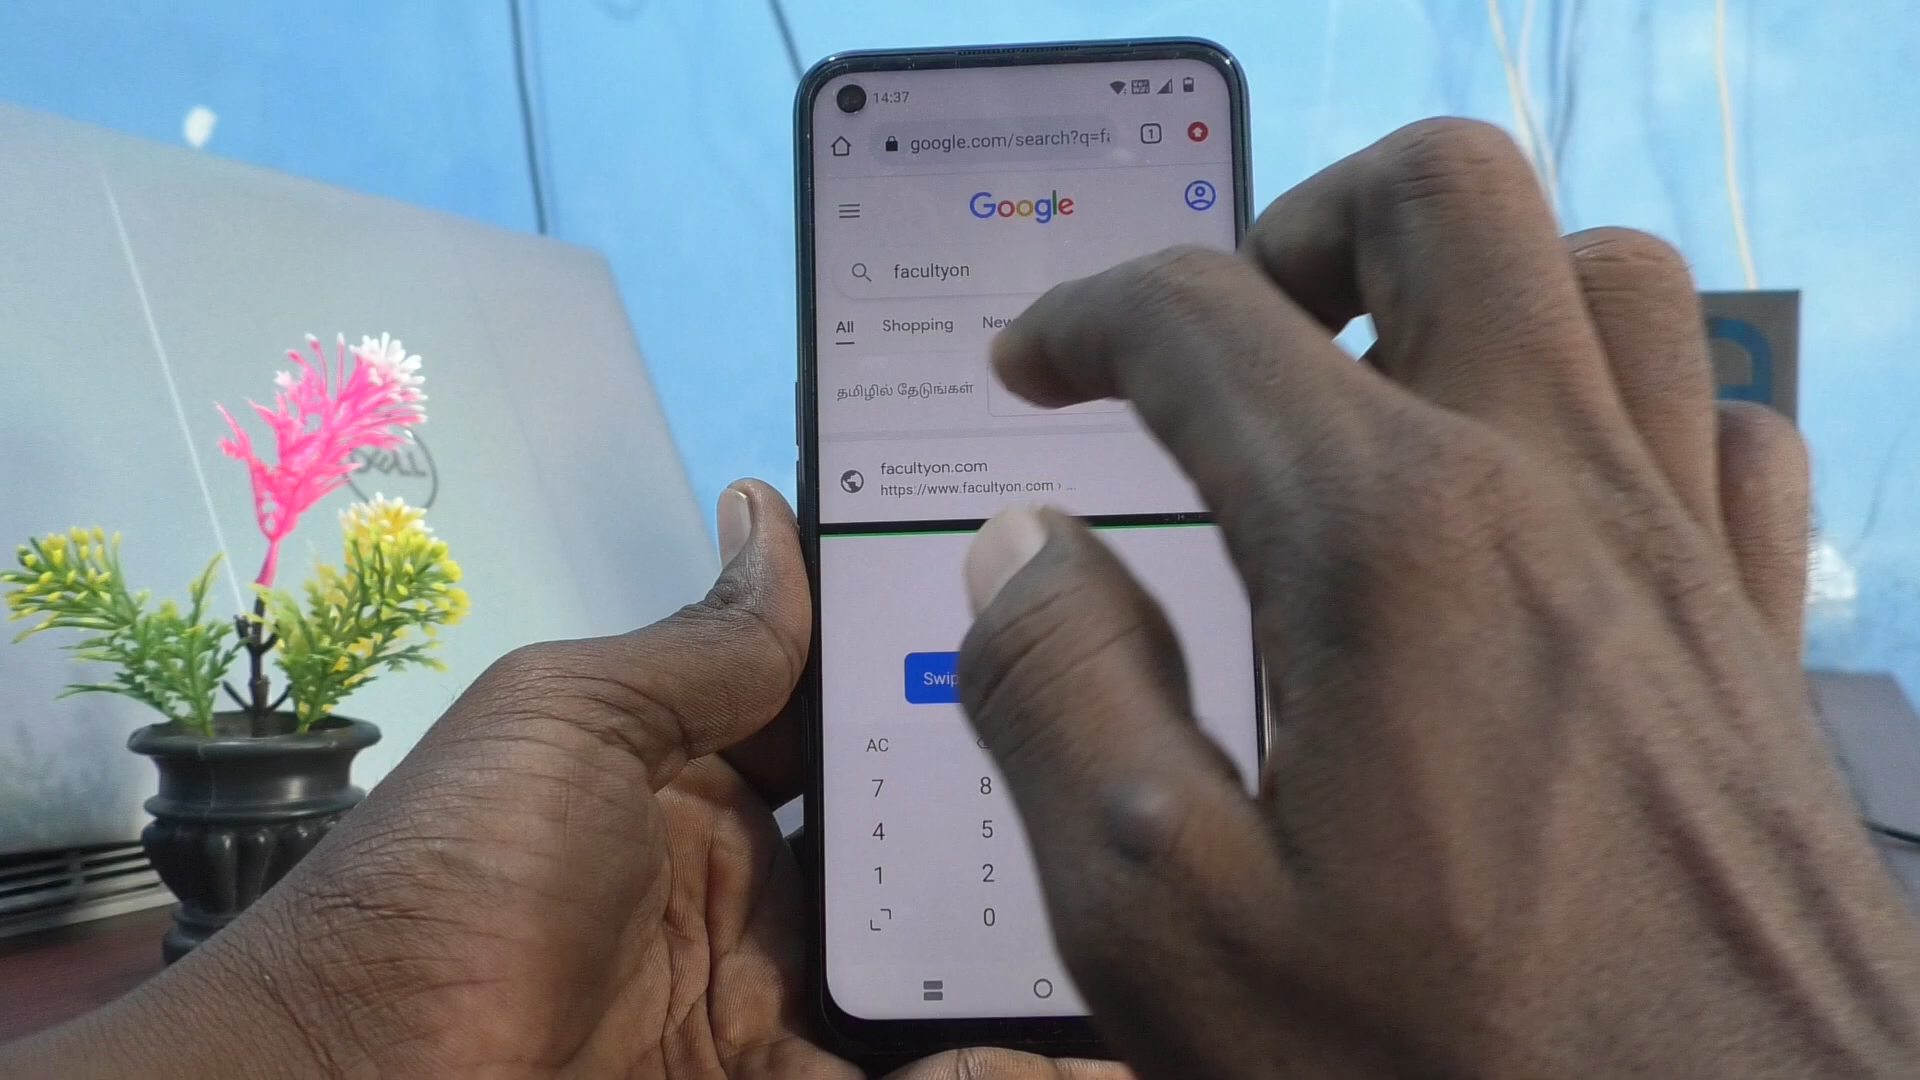 14:37
google.com/search?q=f
1
Google
facultyon
All Shopping New
தமிழில் தேடுங்கள்
facultyon.com
https://www.facultyon.com › ...
DELL
Swip
AC
7 8
4 5
1 2
0